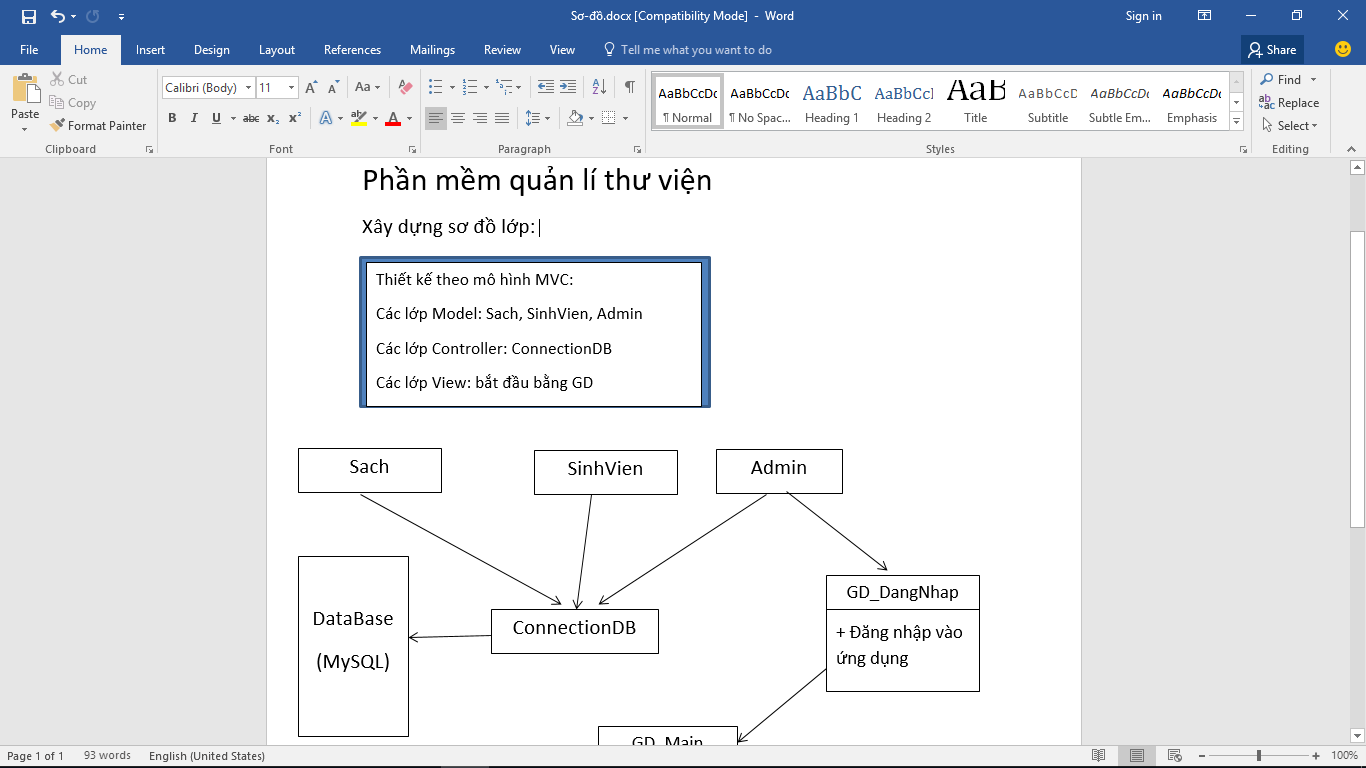 Sơ-đồ.docx [Compatibility Mode] - Word
Sign in
File Home Insert Design Layout References Mailings Review View Tell me what you want to do
Share
Paste
Cut
Copy
Format Painter
Clipboard
Calibri (Body) 11
Font
Paragraph
AaBbCcDc AaBbCcDc AaBbC AaBbCcI AaB AaBbCcD AaBbCcDc AaBbCcDc
¶ Normal ¶ No Spac... Heading 1 Heading 2 Title Subtitle Subtle Em... Emphasis
Styles
Find
Replace
Select
Editing
Phần mềm quản lí thư viện
Xây dựng sơ đồ lớp:
Thiết kế theo mô hình MVC:
Các lớp Model: Sach, SinhVien, Admin
Các lớp Controller: ConnectionDB
Các lớp View: bắt đầu bằng GD
Sach
SinhVien
Admin
DataBase
(MySQL)
ConnectionDB
GD_DangNhap
+ Đăng nhập vào
ứng dụng
GD_Main
Page 1 of 1 93 words English (United States)
100%